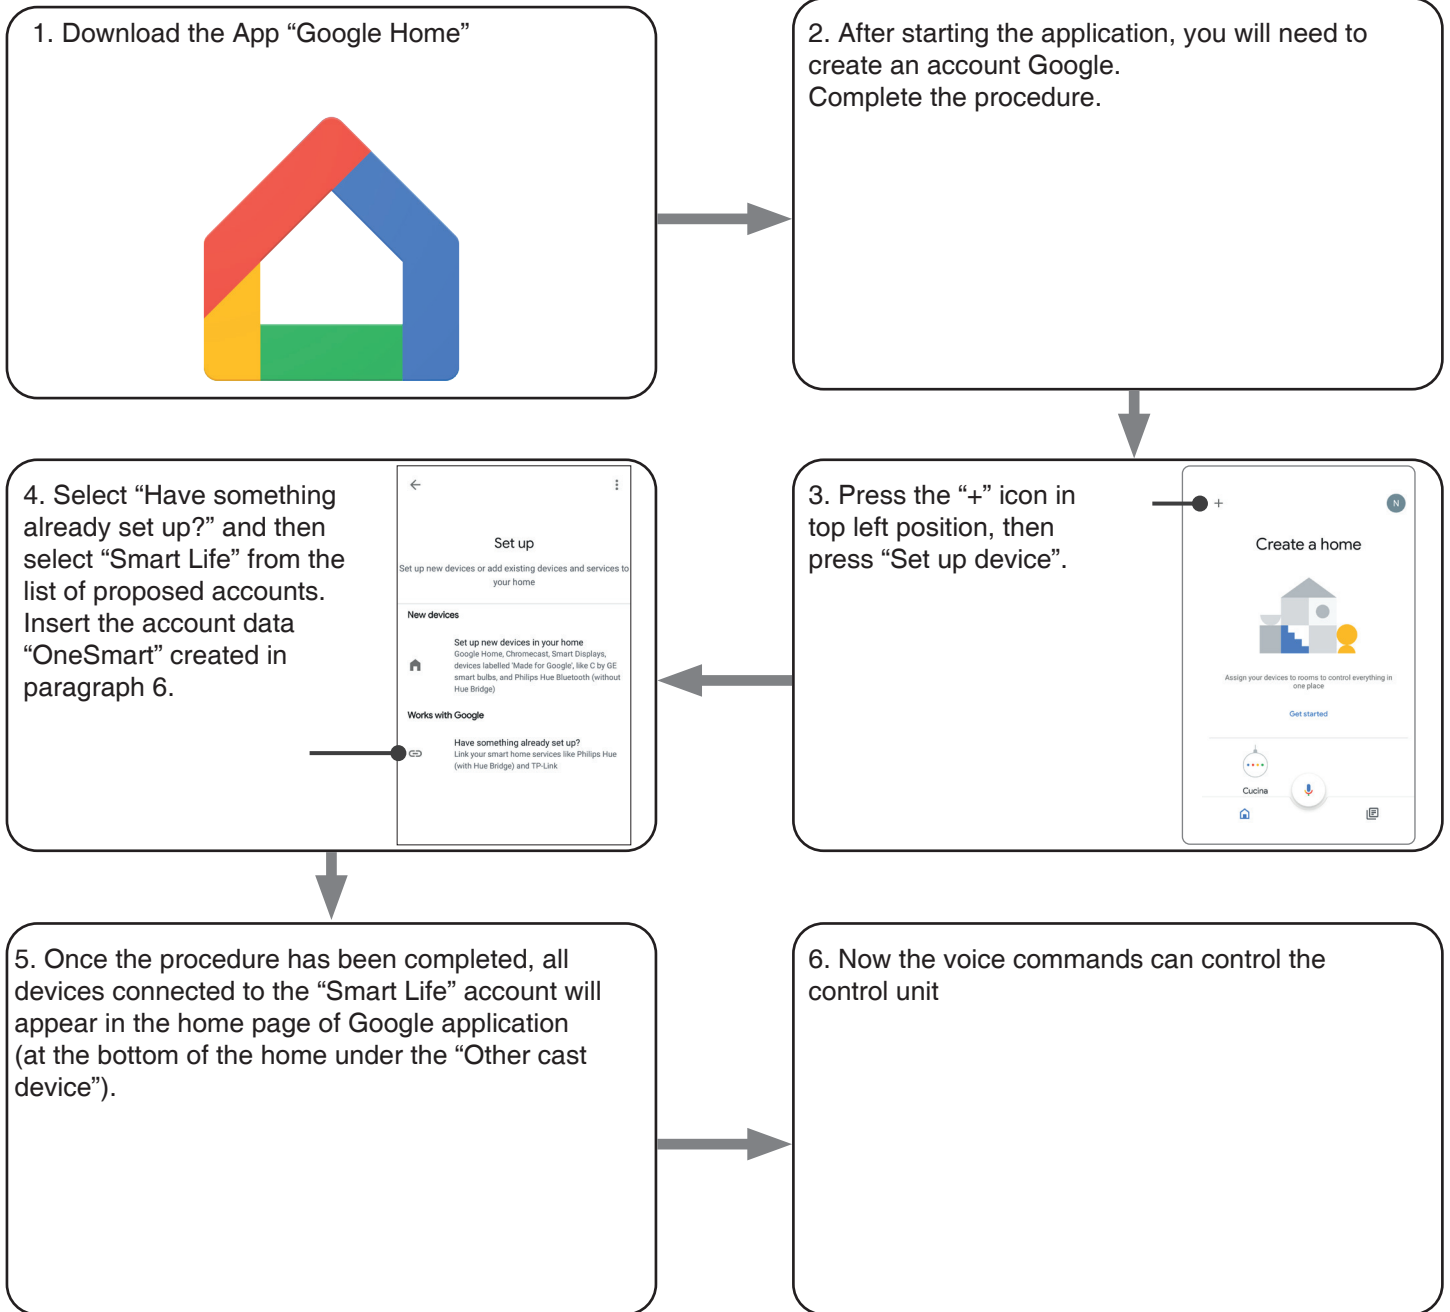 1. Download the App “Google Home”
2. After starting the application, you will need to
create an account Google.
Complete the procedure.
3. Press the “+” icon in
top left position, then
press “Set up device”.
+
N
Create a home
Assign your devices to rooms to control everything in
one place
Get started
Cucina
4. Select “Have something
already set up?” and then
select “Smart Life” from the
list of proposed accounts.
Insert the account data
“OneSmart” created in
paragraph 6.
Set up
Set up new devices or add existing devices and services to
your home
New devices
Set up new devices in your home
Google Home, Chromecast, Smart Displays,
devices labelled 'Made for Google', like C by GE
smart bulbs, and Philips Hue Bluetooth (without
Hue Bridge)
Works with Google
Have something already set up?
Link your smart home services like Philips Hue
(with Hue Bridge) and TP-Link
5. Once the procedure has been completed, all
devices connected to the “Smart Life” account will
appear in the home page of Google application
(at the bottom of the home under the “Other cast
device”).
6. Now the voice commands can control the
control unit